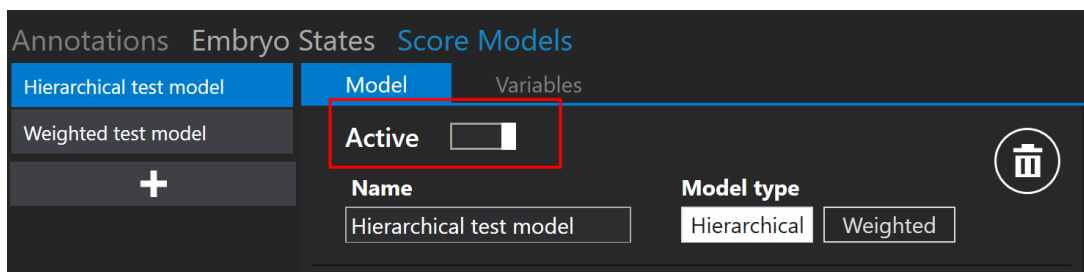 Annotations Embryo States Score Models
Hierarchical test model
Weighted test model
Model Variables
Active
Name
Hierarchical test model
Model type
Hierarchical Weighted